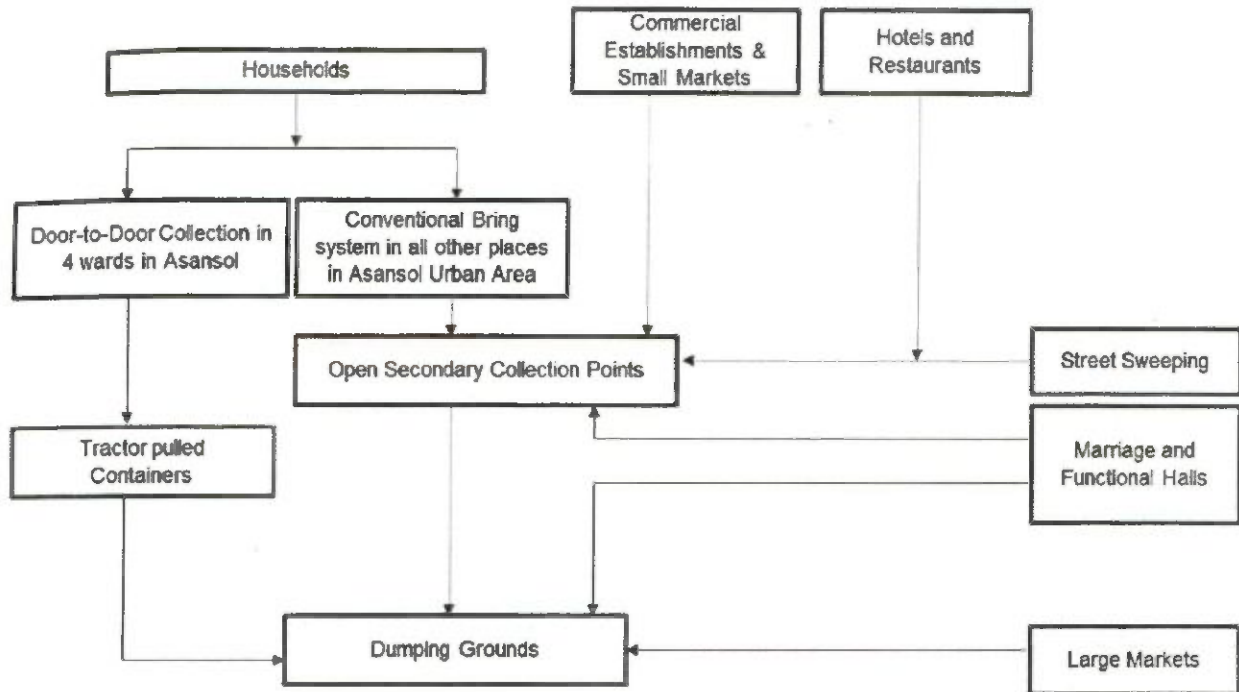 Commercial
Establishments &
Small Markets
Hotels and
Restaurants
Households
Door-to-Door Collection in
4 wards in Asansol
Conventional Bring
system in all other places
in Asansol Urban Area
Open Secondary Collection Points
Street Sweeping
Tractor pulled
Containers
Marriage and
Functional Halls
Dumping Grounds
Large Markets